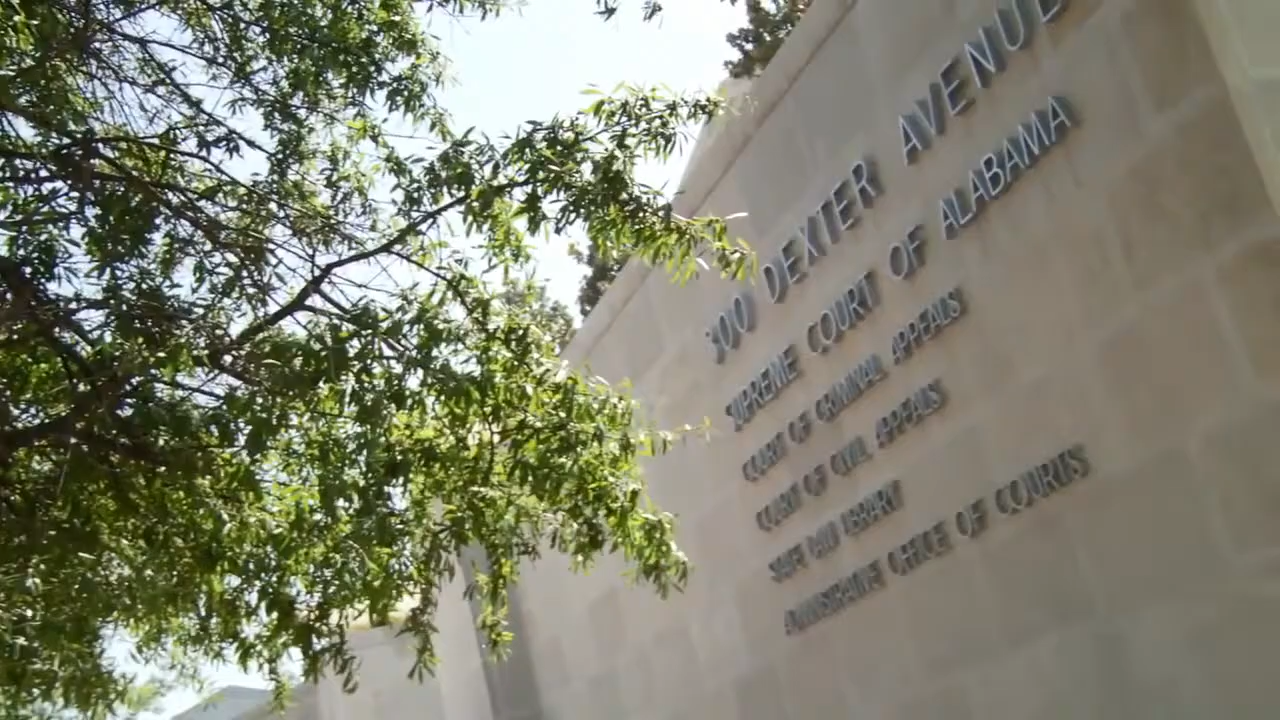 300 DEXTER AVENUE
SUPREME COURT OF ALABAMA
COURT OF CRIMINAL APPEALS
COURT OF CIVIL APPEALS
STATE LAW LIBRARY
ADMINISTRATIVE OFFICE OF COURTS